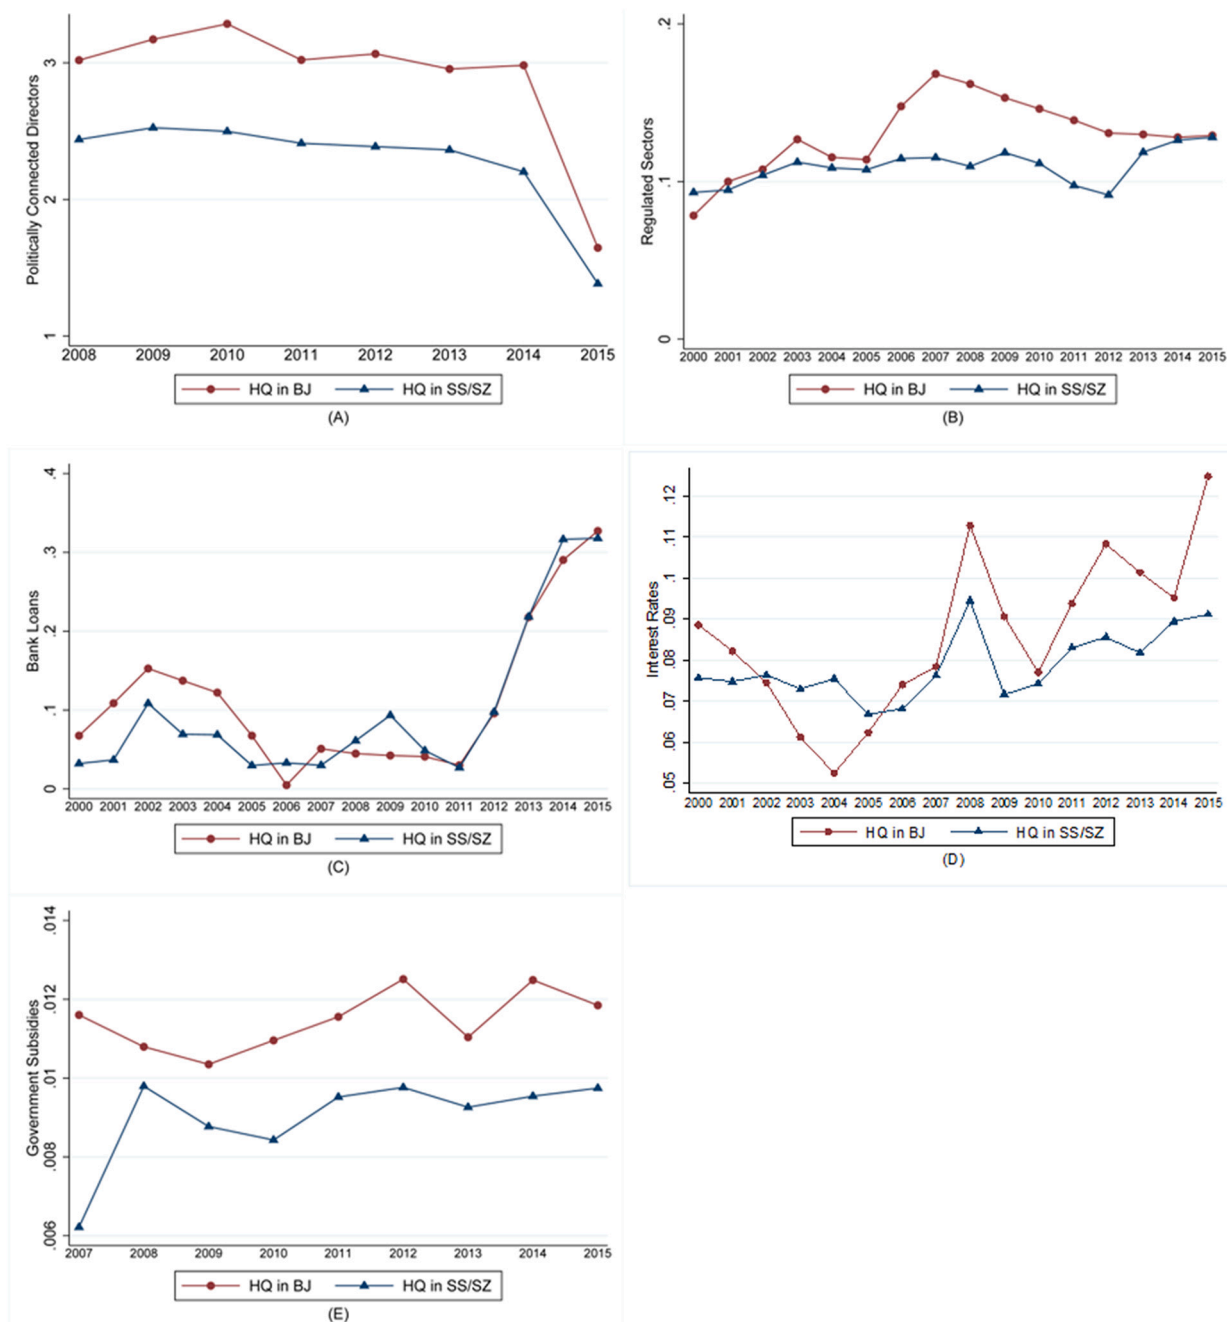 Politically Connected Directors
3
2
1
2008 2009 2010 2011 2012 2013 2014 2015
HQ in BJ HQ in SS/SZ
(A)
Regulated Sectors
.2
.1
0
2000 2001 2002 2003 2004 2005 2006 2007 2008 2009 2010 2011 2012 2013 2014 2015
HQ in BJ HQ in SS/SZ
(B)
Bank Loans
.4
.3
.2
.1
0
2000 2001 2002 2003 2004 2005 2006 2007 2008 2009 2010 2011 2012 2013 2014 2015
HQ in BJ HQ in SS/SZ
(C)
Interest Rates
.12
.11
.1
.09
.08
.07
.06
.05
2000 2001 2002 2003 2004 2005 2006 2007 2008 2009 2010 2011 2012 2013 2014 2015
HQ in BJ HQ in SS/SZ
(D)
Government Subsidies
.014
.012
.01
.008
.006
2007 2008 2009 2010 2011 2012 2013 2014 2015
HQ in BJ HQ in SS/SZ
(E)